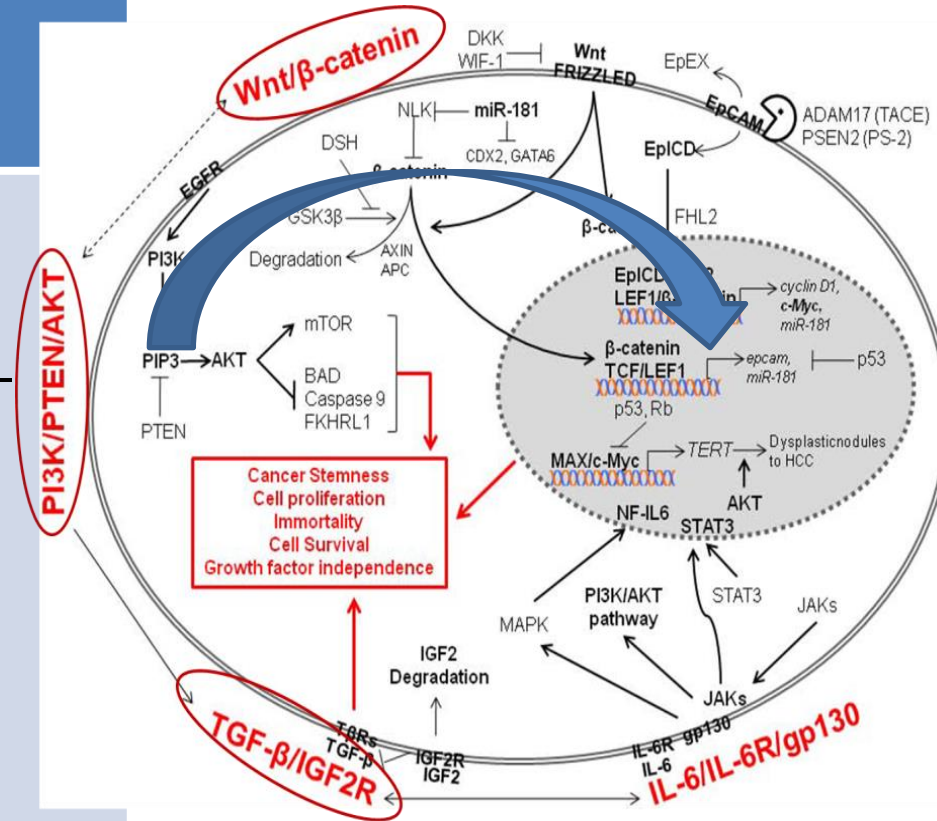 Wnt/β-catenin
DKK
WIF-1
Wnt
FRIZZLED
EpEX
EpCAM
ADAM17 (TACE)
PSEN2 (PS-2)
NLK
miR-181
CDX2, GATA6
EpICD
DSH
EGFR
β-catenin
GSK3β
FHL2
PI3K
Degradation
AXIN
APC
EpICD
LEF1/β-
cyclin D1,
c-Myc,
miR-181
PI3K/PTEN/AKT
mTOR
PIP3
AKT
β-catenin
TCF/LEF1
epcam,
miR-181
p53
BAD
Caspase 9
FKHRL1
PTEN
p53, Rb
MAX/c-Myc
TERT
Dysplasticnodules
to HCC
AKT
Cancer Stemness
Cell proliferation
Immortality
Cell Survival
Growth factor independence
NF-IL6
STAT3
PI3K/AKT
pathway
STAT3
JAKs
MAPK
IGF2
Degradation
JAKs
TβRs
TGF-β
IGF2R
IGF2
IL-6R gp130
IL-6
TGF-β/IGF2R
IL-6/IL-6R/gp130